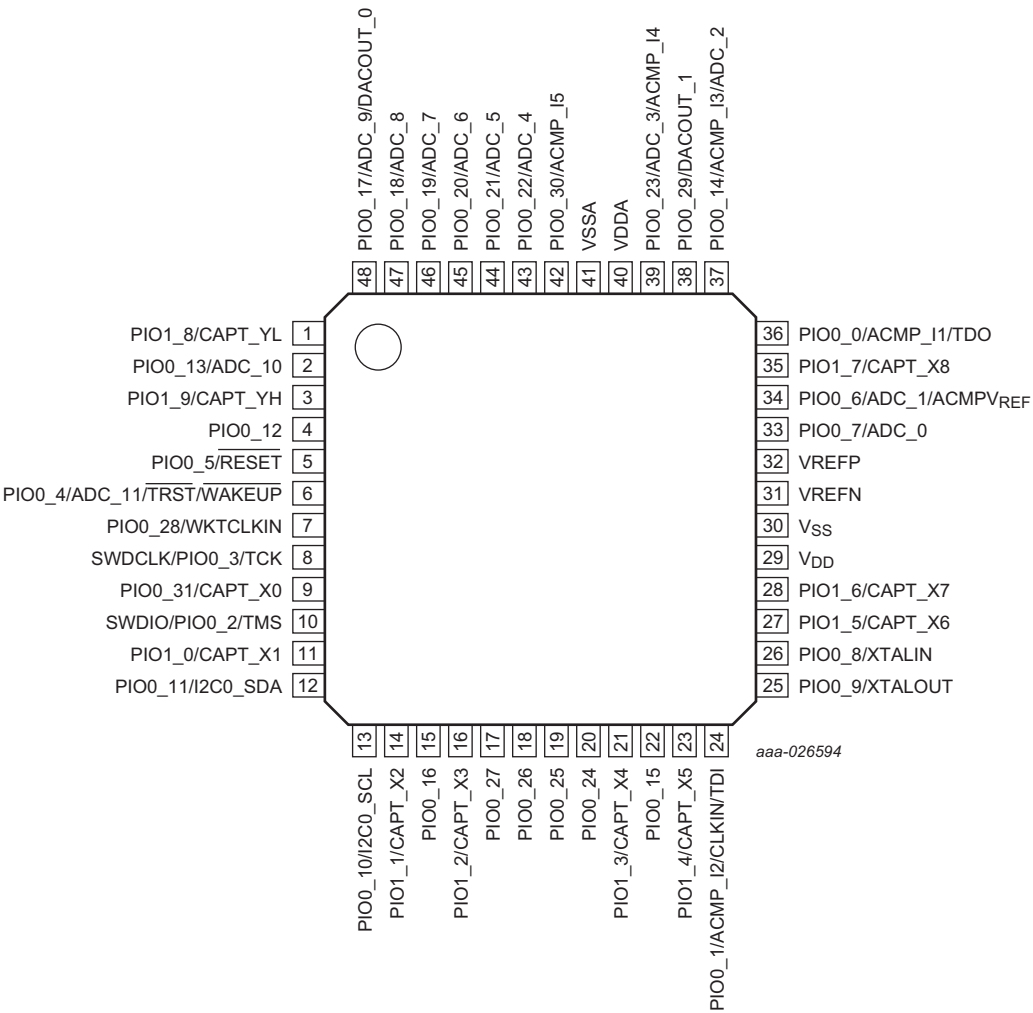 PIO0_17/ADC_9/DACOUT_0
PIO0_18/ADC_8
PIO0_19/ADC_7
PIO0_20/ADC_6
PIO0_21/ADC_5
PIO0_22/ADC_4
PIO0_30/ACMP_I5
VSSA
VDDA
PIO0_23/ADC_3/ACMP_I4
PIO0_29/DACOUT_1
PIO0_14/ACMP_I3/ADC_2
48
47
46
45
44
43
42
41
40
39
38
37
PIO1_8/CAPT_YL 1
PIO0_13/ADC_10 2
PIO1_9/CAPT_YH 3
PIO0_12 4
PIO0_5/RESET 5
PIO0_4/ADC_11/TRST/WAKEUP 6
PIO0_28/WKTCLKIN 7
SWDCLK/PIO0_3/TCK 8
PIO0_31/CAPT_X0 9
SWDIO/PIO0_2/TMS 10
PIO1_0/CAPT_X1 11
PIO0_11/I2C0_SDA 12
36 PIO0_0/ACMP_I1/TDO
35 PIO1_7/CAPT_X8
34 PIO0_6/ADC_1/ACMPVREF
33 PIO0_7/ADC_0
32 VREFP
31 VREFN
30 VSS
29 VDD
28 PIO1_6/CAPT_X7
27 PIO1_5/CAPT_X6
26 PIO0_8/XTALIN
25 PIO0_9/XTALOUT
13
14
15
16
17
18
19
20
21
22
23
24
PIO0_10/I2C0_SCL
PIO1_1/CAPT_X2
PIO0_16
PIO1_2/CAPT_X3
PIO0_27
PIO0_26
PIO0_25
PIO0_24
PIO1_3/CAPT_X4
PIO0_15
PIO1_4/CAPT_X5
PIO0_1/ACMP_I2/CLKIN/TDI
aaa-026594